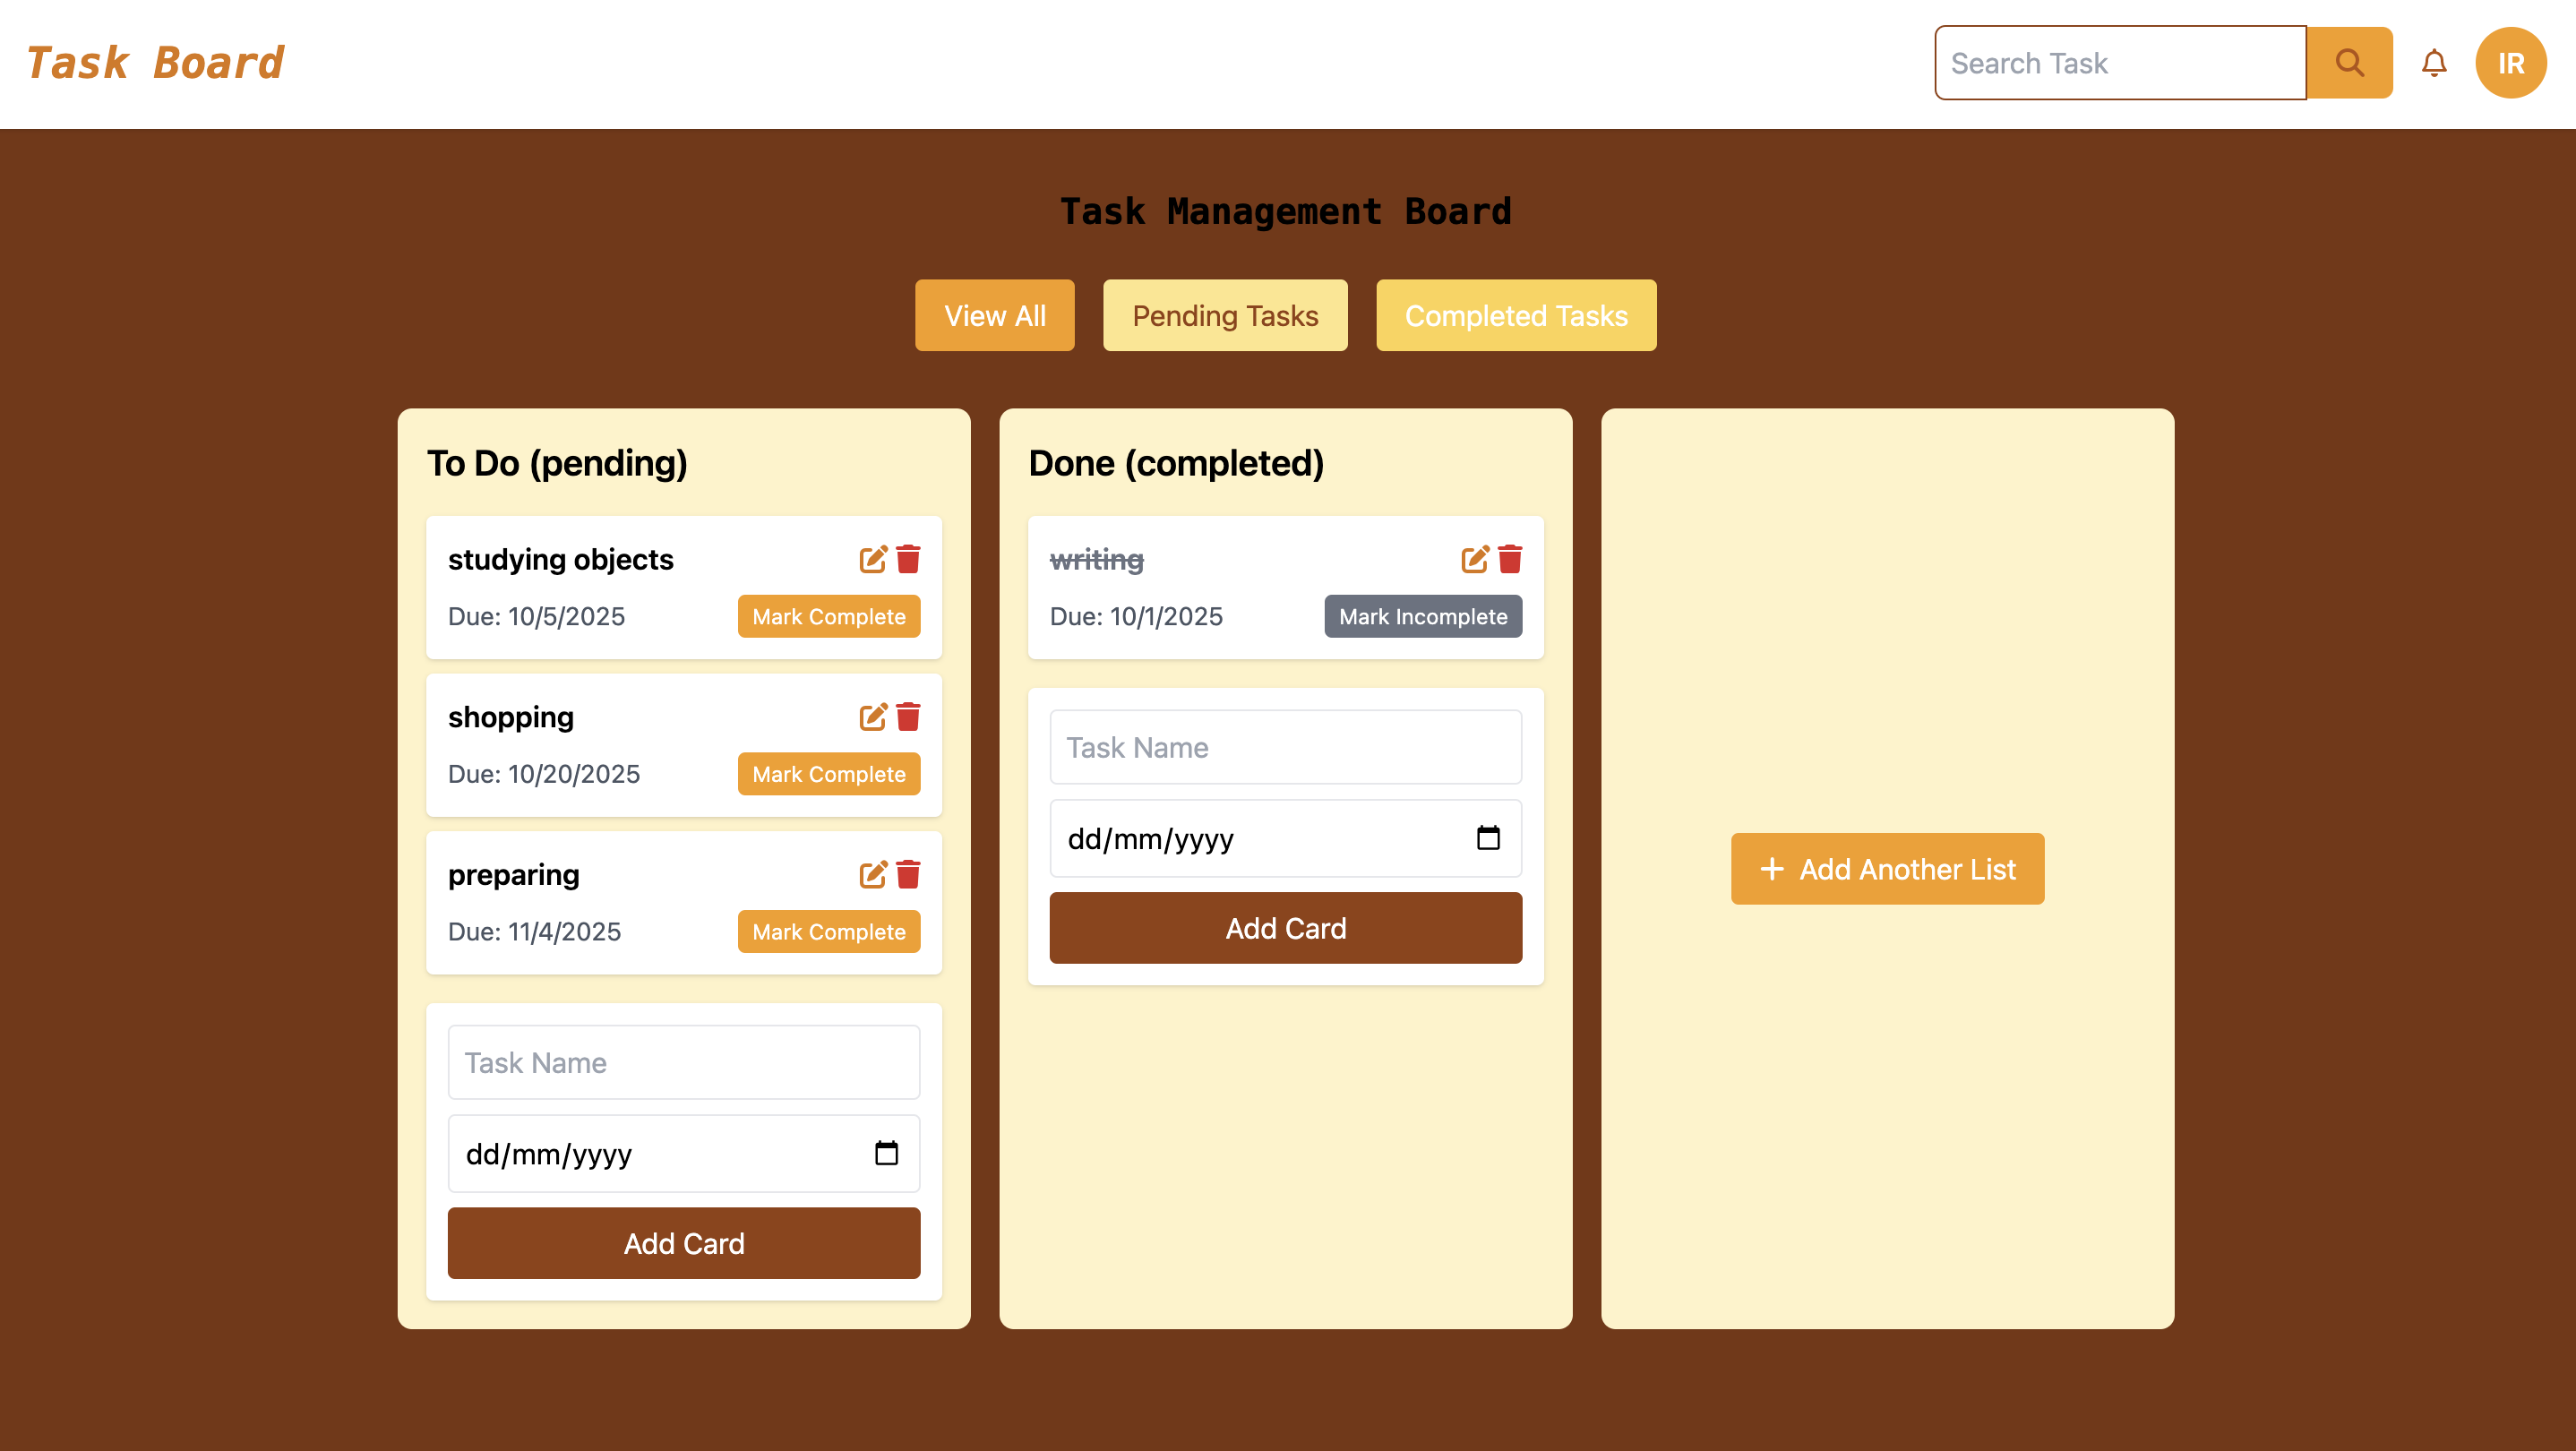 Task Board
Search Task
IR
Task Management Board
View All
Pending Tasks
Completed Tasks
To Do (pending)
studying objects
Due: 10/5/2025
Mark Complete
shopping
Due: 10/20/2025
Mark Complete
preparing
Due: 11/4/2025
Mark Complete
Task Name
dd/mm/yyyy
Add Card
Done (completed)
writing
Due: 10/1/2025
Mark Incomplete
Task Name
dd/mm/yyyy
Add Card
+ Add Another List